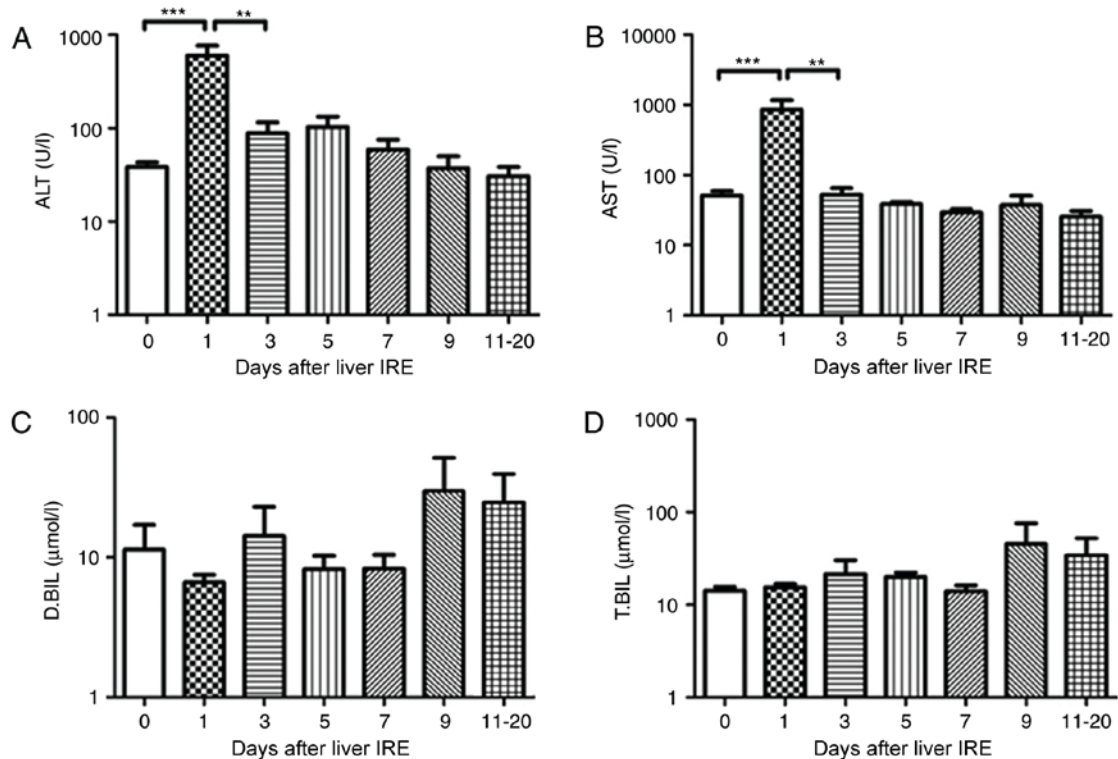 A
*** **
1000
100
10
1
ALT (U/l)
0 1 3 5 7 9 11-20
Days after liver IRE
B
*** **
10000
1000
100
10
1
AST (U/l)
0 1 3 5 7 9 11-20
Days after liver IRE
C
100
10
1
D.BIL (μmol/l)
0 1 3 5 7 9 11-20
Days after liver IRE
D
1000
100
10
1
T.BIL (μmol/l)
0 1 3 5 7 9 11-20
Days after liver IRE